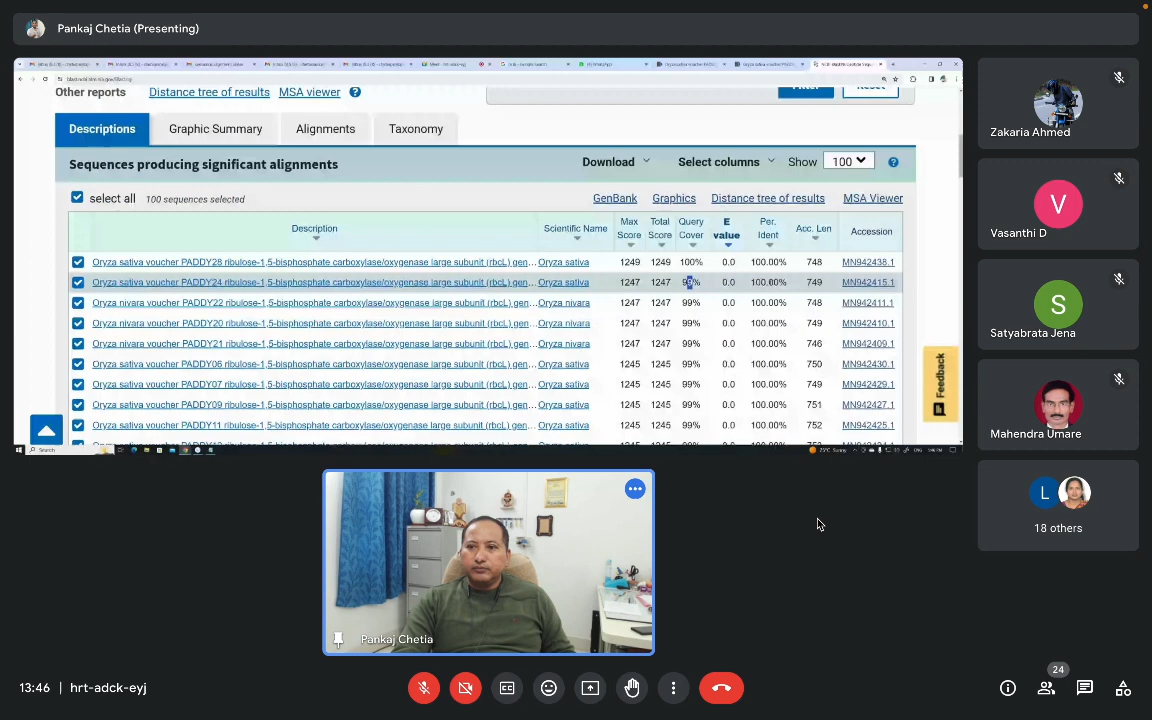 Pankaj Chetia (Presenting)
Other reports Distance tree of results MSA viewer ?
Filter Reset
Descriptions Graphic Summary Alignments Taxonomy
Sequences producing significant alignments Download Select columns Show 100 ?
select all 100 sequences selected GenBank Graphics Distance tree of results MSA Viewer
Description Scientific Name Max Score Total Score Query Cover E value Per. Ident Acc. Len Accession
Oryza sativa voucher PADDY28 ribulose-1,5-bisphosphate carboxylase/oxygenase large subunit (rbcL) gen... Oryza sativa 1249 1249 100% 0.0 100.00% 748 MN942438.1
Oryza sativa voucher PADDY24 ribulose-1,5-bisphosphate carboxylase/oxygenase large subunit (rbcL) gen... Oryza sativa 1247 1247 99% 0.0 100.00% 749 MN942415.1
Oryza nivara voucher PADDY22 ribulose-1,5-bisphosphate carboxylase/oxygenase large subunit (rbcL) gen... Oryza nivara 1247 1247 99% 0.0 100.00% 748 MN942411.1
Oryza nivara voucher PADDY20 ribulose-1,5-bisphosphate carboxylase/oxygenase large subunit (rbcL) gen... Oryza nivara 1247 1247 99% 0.0 100.00% 749 MN942410.1
Oryza nivara voucher PADDY21 ribulose-1,5-bisphosphate carboxylase/oxygenase large subunit (rbcL) gen... Oryza nivara 1247 1247 99% 0.0 100.00% 746 MN942409.1
Oryza sativa voucher PADDY06 ribulose-1,5-bisphosphate carboxylase/oxygenase large subunit (rbcL) gen... Oryza sativa 1245 1245 99% 0.0 100.00% 750 MN942430.1
Oryza sativa voucher PADDY07 ribulose-1,5-bisphosphate carboxylase/oxygenase large subunit (rbcL) gen... Oryza sativa 1245 1245 99% 0.0 100.00% 749 MN942429.1
Oryza sativa voucher PADDY09 ribulose-1,5-bisphosphate carboxylase/oxygenase large subunit (rbcL) gen... Oryza sativa 1245 1245 99% 0.0 100.00% 751 MN942427.1
Oryza sativa voucher PADDY11 ribulose-1,5-bisphosphate carboxylase/oxygenase large subunit (rbcL) gen... Oryza sativa 1245 1245 99% 0.0 100.00% 752 MN942425.1
Feedback
Search
25°C Sunny
ENG 1:46 PM
Zakaria Ahmed
V
Vasanthi D
S
Satyabrata Jena
Mahendra Umare
L
18 others
Pankaj Chetia
13:46 | hrt-adck-eyj
24